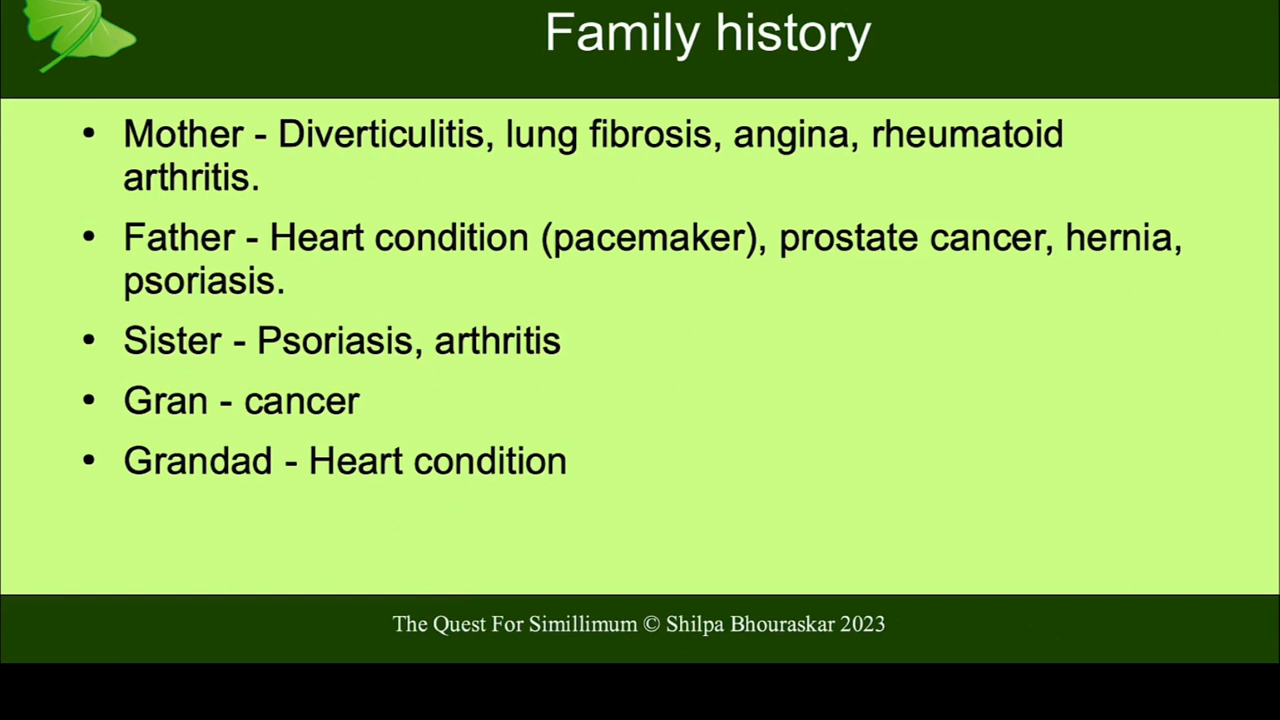 Family history
• Mother - Diverticulitis, lung fibrosis, angina, rheumatoid
arthritis.
• Father - Heart condition (pacemaker), prostate cancer, hernia,
psoriasis.
• Sister - Psoriasis, arthritis
• Gran - cancer
• Grandad - Heart condition
The Quest For Simillimum © Shilpa Bhouraskar 2023